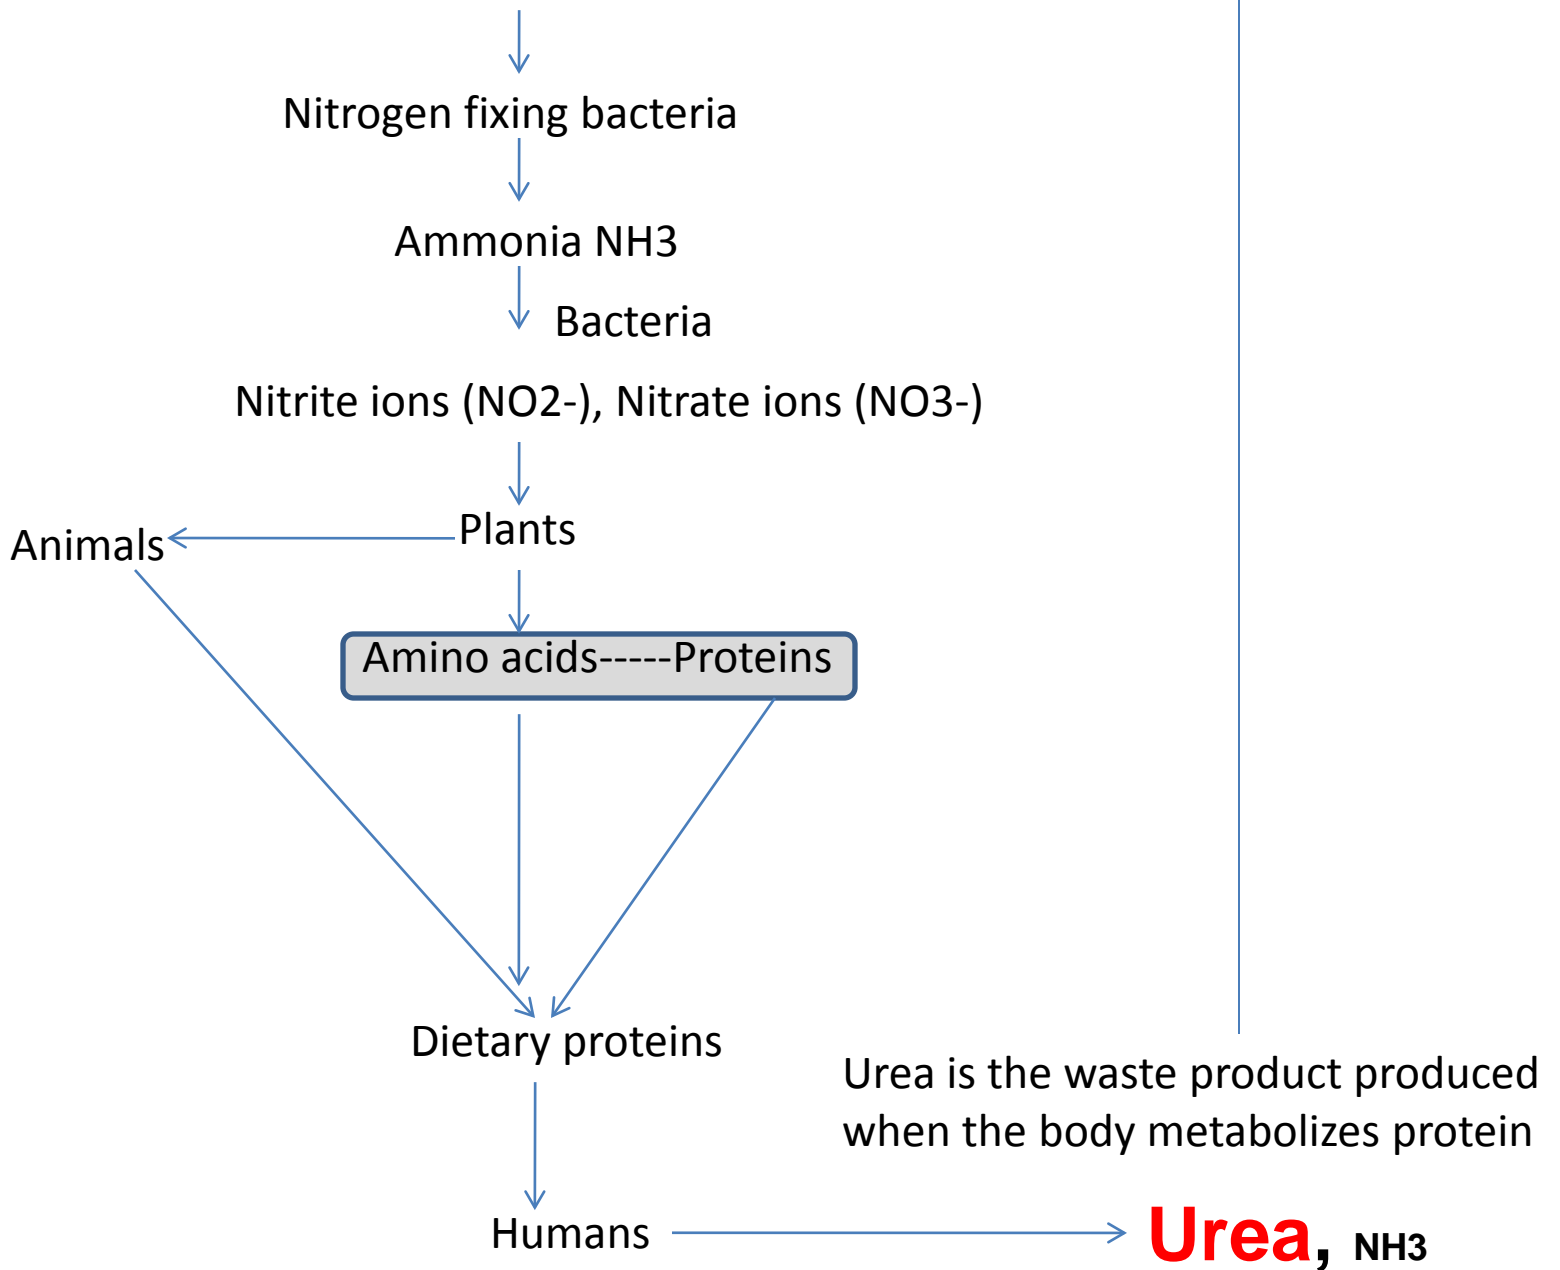 Nitrogen fixing bacteria
Ammonia NH3
Bacteria
Nitrite ions (NO2-), Nitrate ions (NO3-)
Plants
Animals
Amino acids-----Proteins
Dietary proteins
Urea is the waste product produced
when the body metabolizes protein
Humans
Urea, NH3